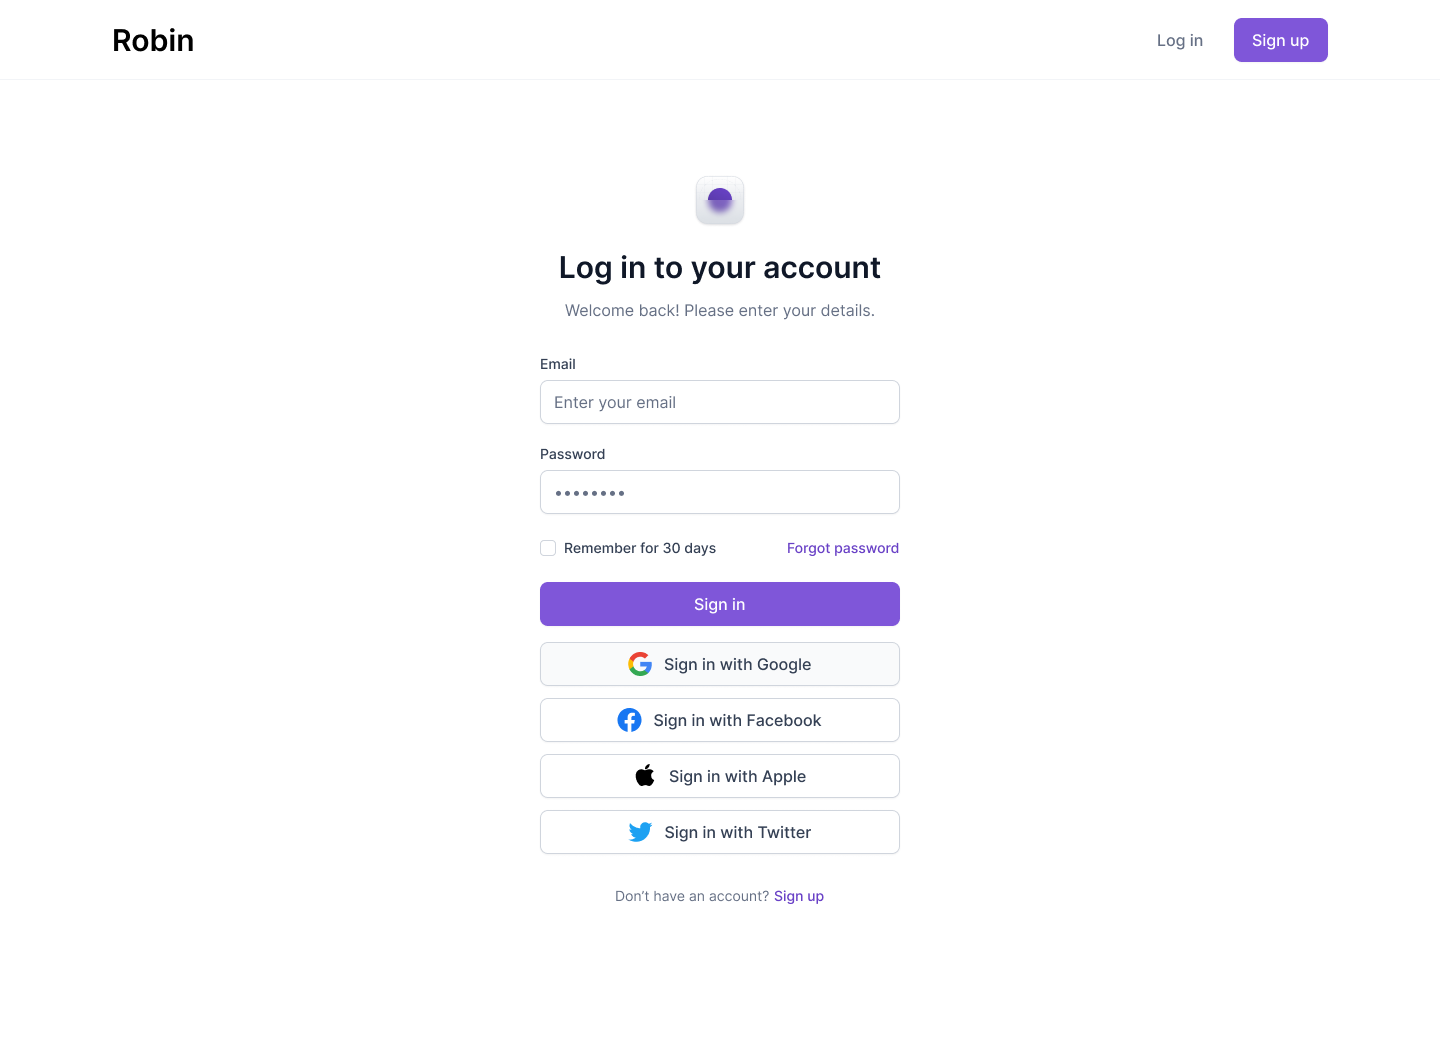 Robin
Log in
Sign up
Log in to your account
Welcome back! Please enter your details.
Email
Enter your email
Password
••••••••
Remember for 30 days
Forgot password
Sign in
Sign in with Google
Sign in with Facebook
Sign in with Apple
Sign in with Twitter
Don’t have an account? Sign up